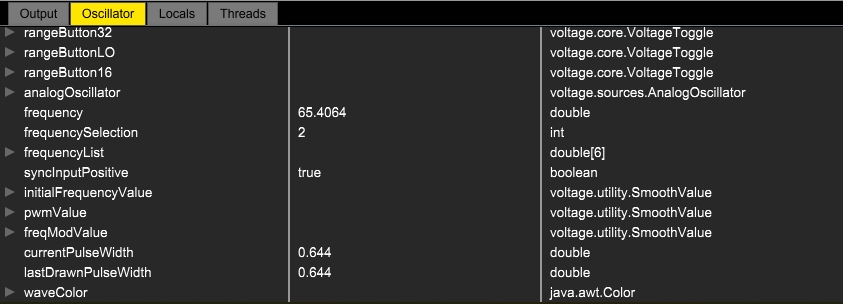 Output Oscillator Locals Threads
rangeButton32 voltage.core.VoltageToggle
rangeButtonLO voltage.core.VoltageToggle
rangeButton16 voltage.core.VoltageToggle
analogOscillator voltage.sources.AnalogOscillator
frequency 65.4064 double
frequencySelection 2 int
frequencyList double[6]
syncInputPositive true boolean
initialFrequencyValue voltage.utility.SmoothValue
pwmValue voltage.utility.SmoothValue
freqModValue voltage.utility.SmoothValue
currentPulseWidth 0.644 double
lastDrawnPulseWidth 0.644 double
waveColor java.awt.Color